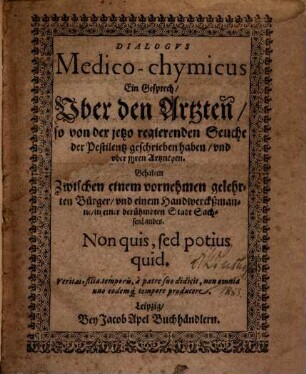 DIALOGVS
Medico-chymicus
Ein Gesprech/
Vber den Artzten/
so von der jetzo regierenden Seuche
der Pestilentz geschrieben haben/ vnd
vber jhren Artzneyen.
Gehalten
Zwischen einem vornehmen gelehr-
ten Bürger/ vnd einem Handwercksman-
ne/ in einer berühmbten Stadt Sach-
senlandes.
Non quis, sed potius
quid.
Veritas filia temporis, à patre suo didicit, non omnia
uno eodemq́ tempore producere.
Leipzig/
Bey Jacob Apel Buchhändlern.